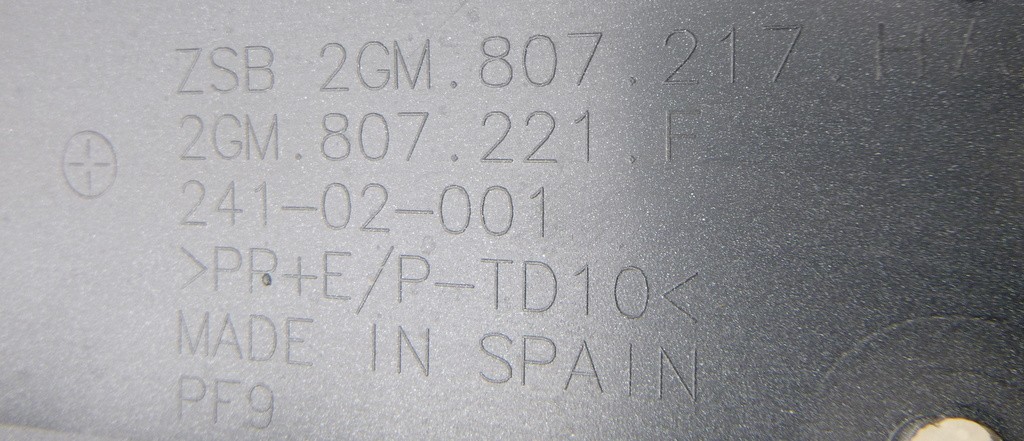 ZSB 2GM.807.217.H/
2GM.807.221.F
241-02-001
>PP+E/P-TD10<
MADE IN SPAIN
PF9